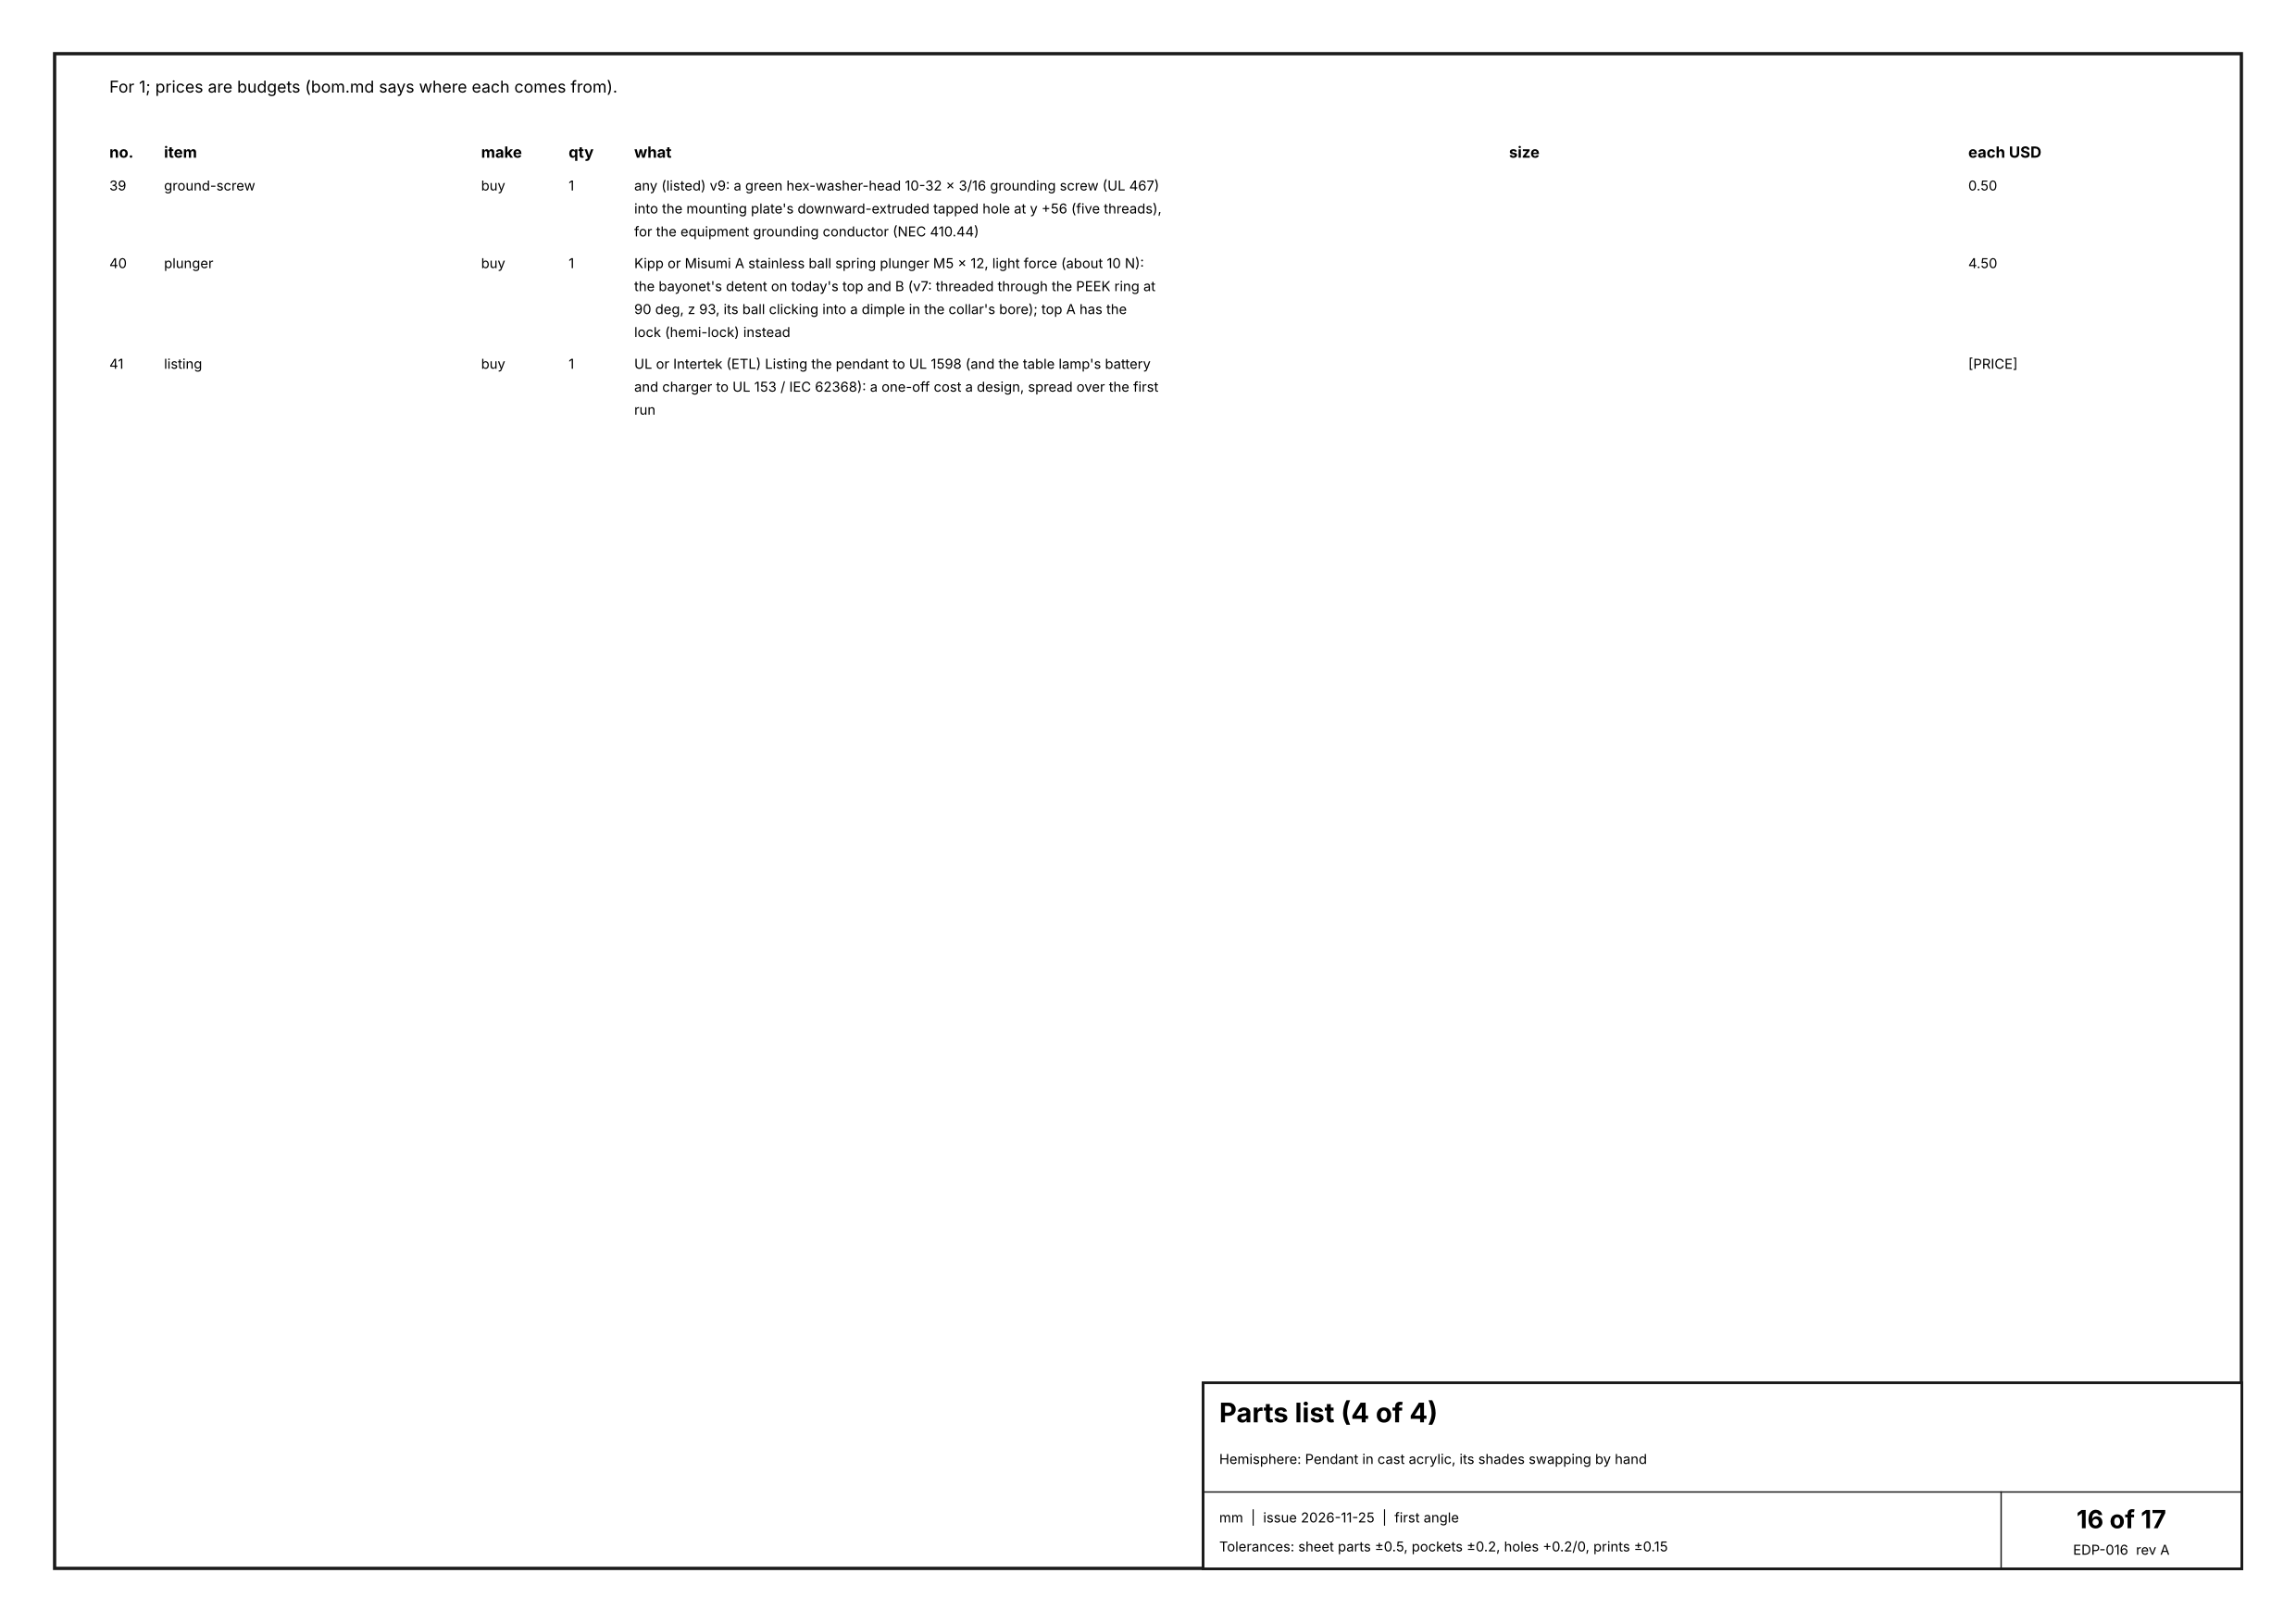 For 1; prices are budgets (bom.md says where each comes from).
no. item make qty what size each USD
39 ground-screw buy 1 any (listed) v9: a green hex-washer-head 10-32 × 3/16 grounding screw (UL 467) 0.50
into the mounting plate's downward-extruded tapped hole at y +56 (five threads),
for the equipment grounding conductor (NEC 410.44)
40 plunger buy 1 Kipp or Misumi A stainless ball spring plunger M5 × 12, light force (about 10 N): 4.50
the bayonet's detent on today's top and B (v7: threaded through the PEEK ring at
90 deg, z 93, its ball clicking into a dimple in the collar's bore); top A has the
lock (hemi-lock) instead
41 listing buy 1 UL or Intertek (ETL) Listing the pendant to UL 1598 (and the table lamp's battery [PRICE]
and charger to UL 153 / IEC 62368): a one-off cost a design, spread over the first
run
Parts list (4 of 4)
Hemisphere: Pendant in cast acrylic, its shades swapping by hand
mm | issue 2026-11-25 | first angle
Tolerances: sheet parts ±0.5, pockets ±0.2, holes +0.2/0, prints ±0.15
16 of 17
EDP-016 rev A